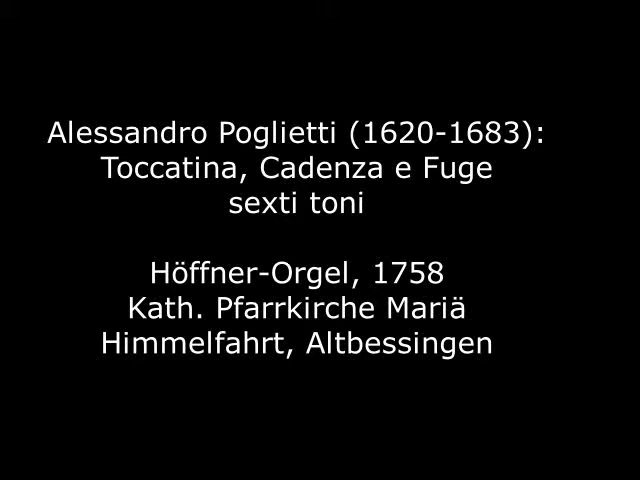 Alessandro Poglietti (1620-1683):
Toccatina, Cadenza e Fuge
sexti toni
Höffner-Orgel, 1758
Kath. Pfarrkirche Mariä
Himmelfahrt, Altbessingen